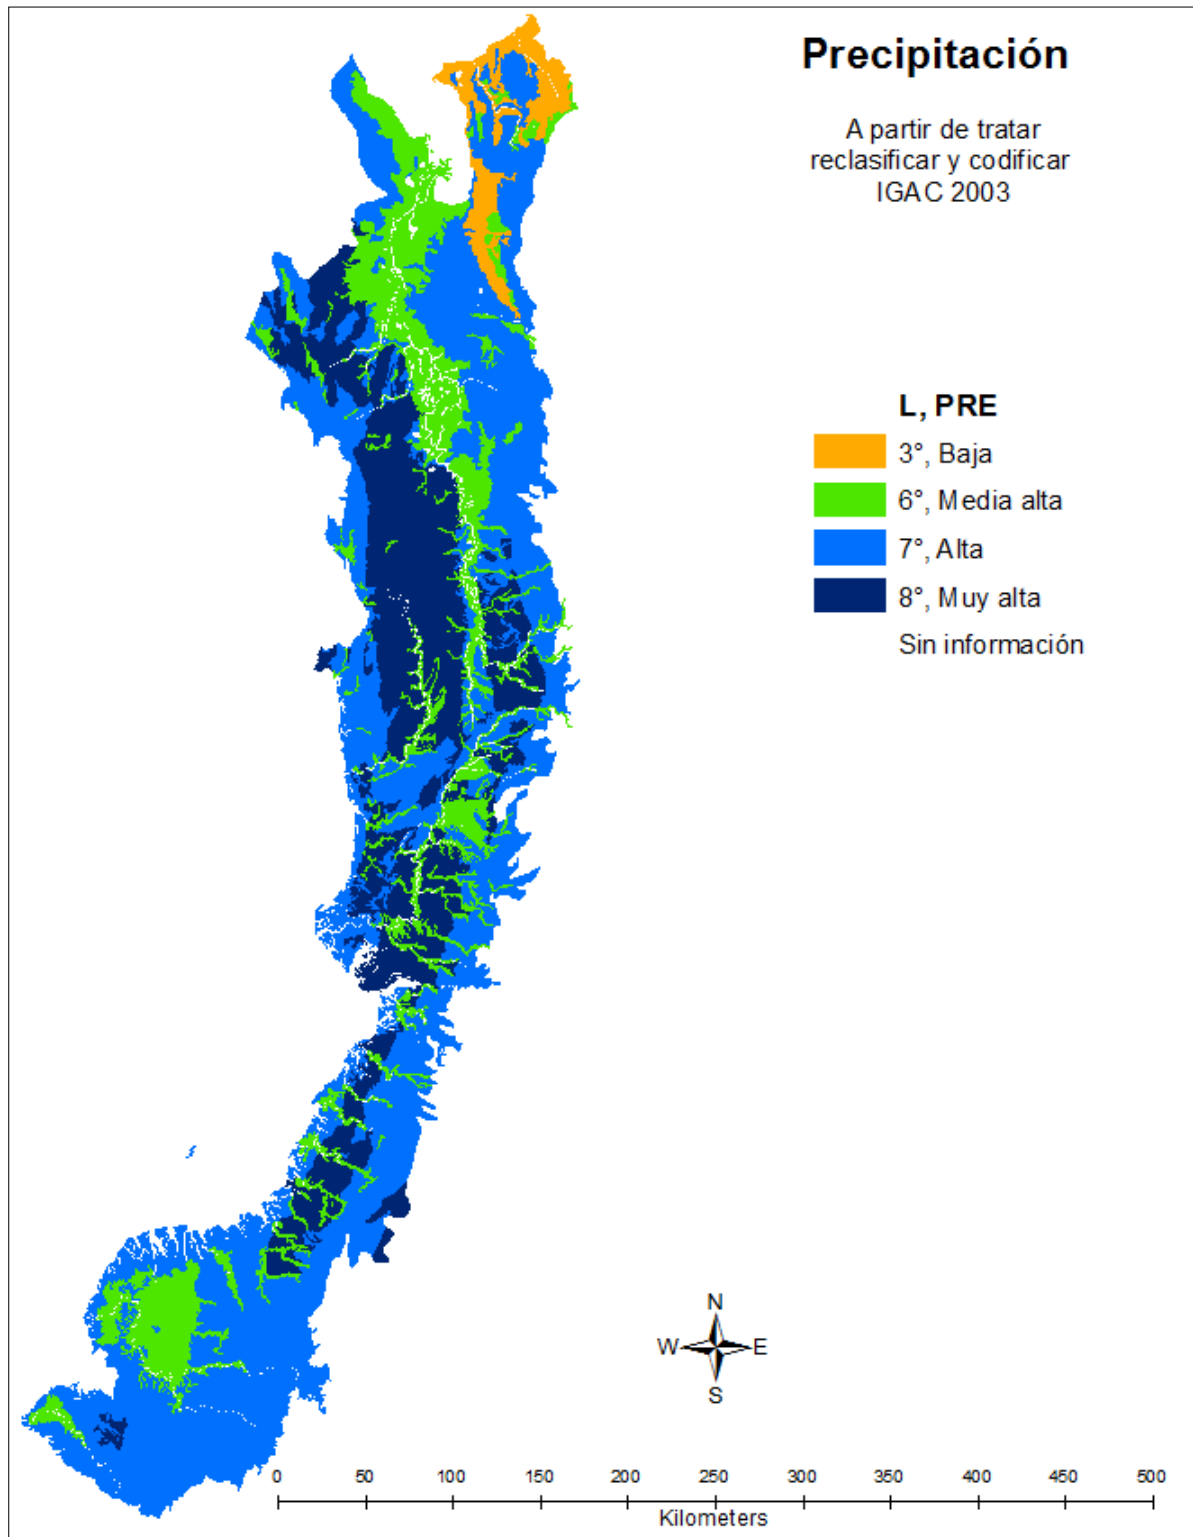 Precipitación
A partir de tratar
reclasificar y codificar
IGAC 2003
L, PRE
3°, Baja
6°, Media alta
7°, Alta
8°, Muy alta
Sin información
N
W E
S
0 50 100 150 200 250 300 350 400 450 500
Kilometers